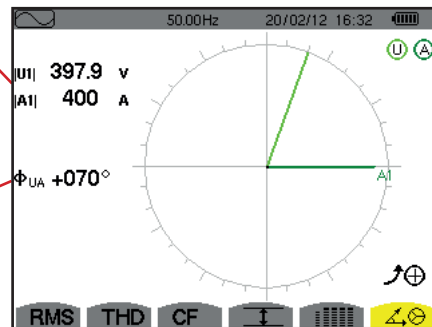 50.00Hz 20/02/12 16:32
U A
|U1| 397.9 V
|A1| 400 A
ΦUA +070°
A1
RMS THD CF